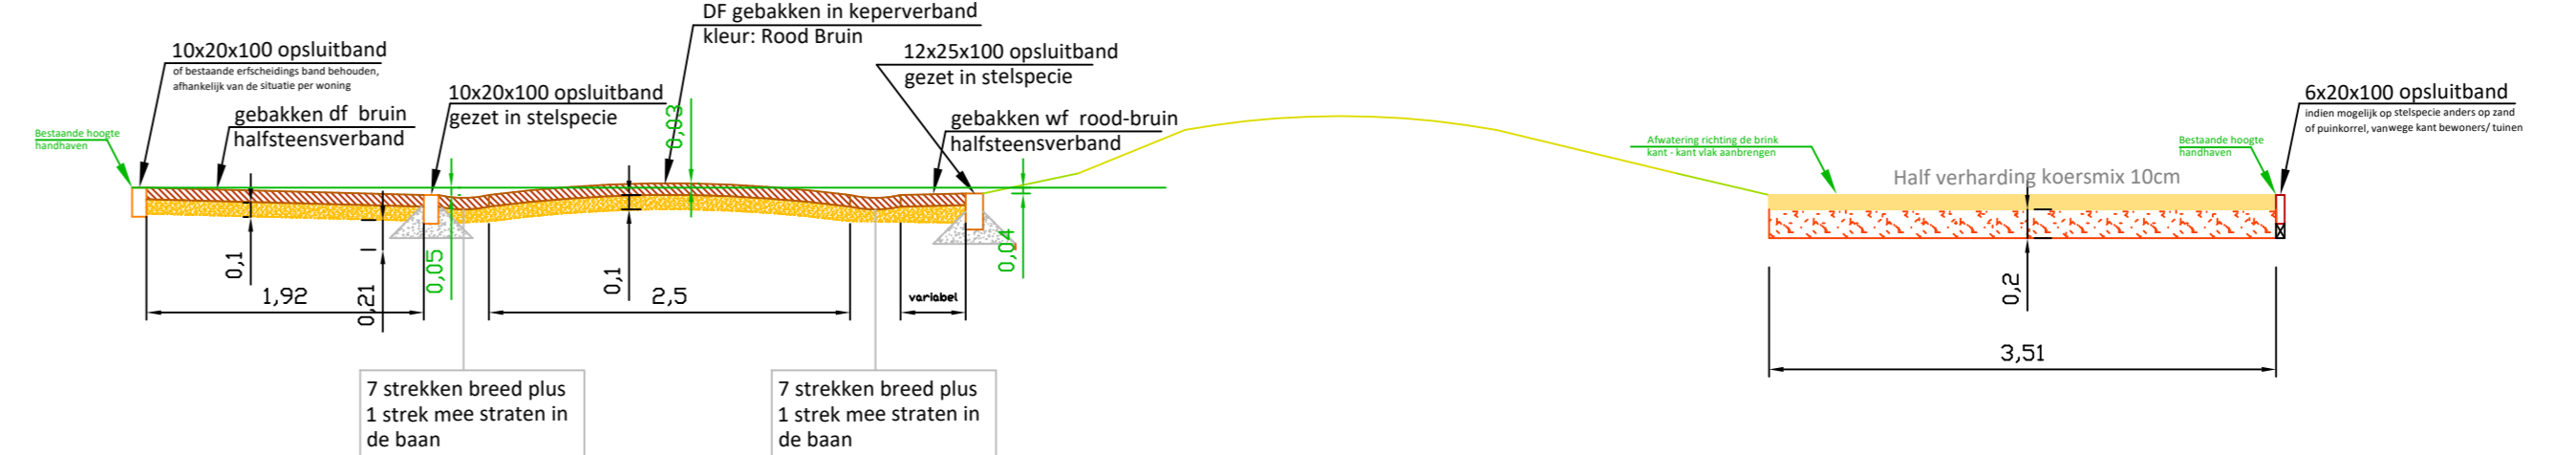 DF gebakken in keperverband
kleur: Rood Bruin
10x20x100 opsluitband
of bestaande erfscheidings band behouden,
afhankelijk van de situatie per woning
12x25x100 opsluitband
gezet in stelspecie
10x20x100 opsluitband
gezet in stelspecie
6x20x100 opsluitband
indien mogelijk op stelspecie anders op zand
of puinkorrel, vanwege kant bewoners/ tuinen
gebakken df bruin
halfsteensverband
gebakken wf rood-bruin
halfsteensverband
Bestaande hoogte
handhaven
0,03
Afwatering richting de brink
kant - kant vlak aanbrengen
Bestaande hoogte
handhaven
Half verharding koersmix 10cm
0,1
0,21
0,05
0,1
0,04
0,2
1,92
2,5
variabel
3,51
7 strekken breed plus
1 strek mee straten in
de baan
7 strekken breed plus
1 strek mee straten in
de baan